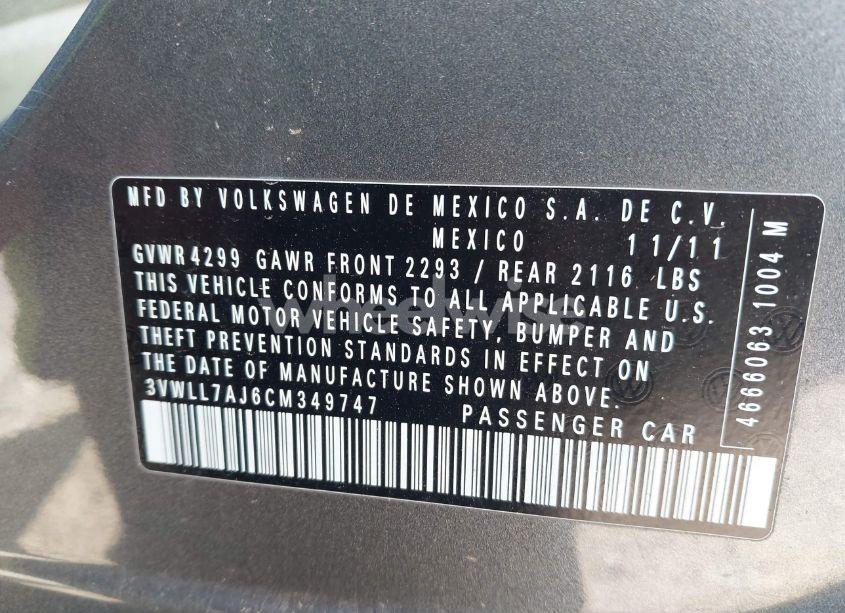 MFD BY VOLKSWAGEN DE MEXICO S.A. DE C.V.
MEXICO 11/11
GVWR 4299 GAWR FRONT 2293 / REAR 2116 LBS
THIS VEHICLE CONFORMS TO ALL APPLICABLE U.S.
FEDERAL MOTOR VEHICLE SAFETY, BUMPER AND
THEFT PREVENTION STANDARDS IN EFFECT ON
THE DATE OF MANUFACTURE SHOWN ABOVE.
3VWLL7AJ6CM349747 PASSENGER CAR
4666063 1004 M
wheelwise